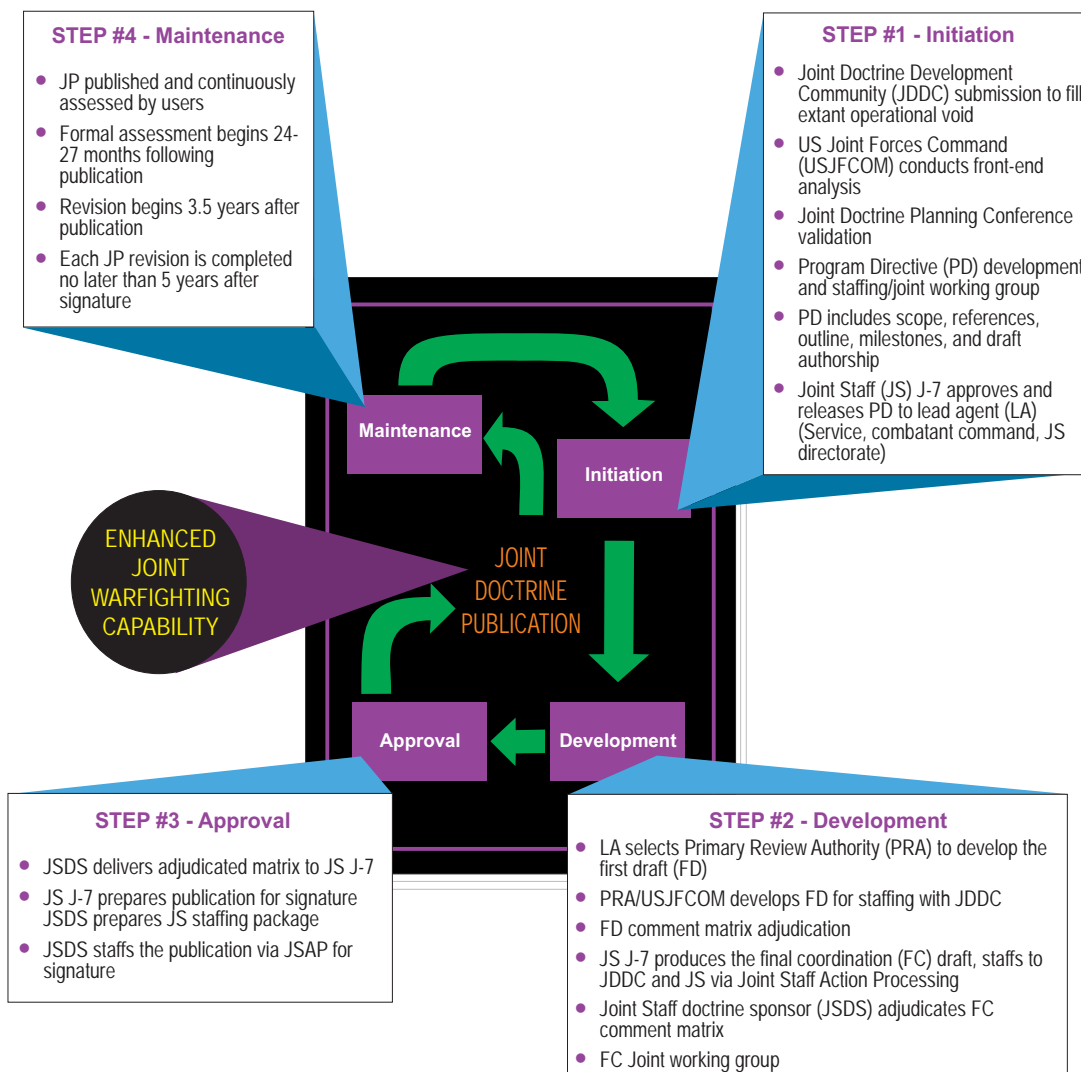 STEP #4 - Maintenance
• JP published and continuously
assessed by users
• Formal assessment begins 24-
27 months following
publication
• Revision begins 3.5 years after
publication
• Each JP revision is completed
no later than 5 years after
signature
STEP #1 - Initiation
• Joint Doctrine Development
Community (JDDC) submission to fill
extant operational void
• US Joint Forces Command
(USJFCOM) conducts front-end
analysis
• Joint Doctrine Planning Conference
validation
• Program Directive (PD) development
and staffing/joint working group
• PD includes scope, references,
outline, milestones, and draft
authorship
• Joint Staff (JS) J-7 approves and
releases PD to lead agent (LA)
(Service, combatant command, JS
directorate)
Maintenance
Initiation
ENHANCED
JOINT
WARFIGHTING
CAPABILITY
JOINT
DOCTRINE
PUBLICATION
Approval
Development
STEP #3 - Approval
• JSDS delivers adjudicated matrix to JS J-7
• JS J-7 prepares publication for signature
JSDS prepares JS staffing package
• JSDS staffs the publication via JSAP for
signature
STEP #2 - Development
• LA selects Primary Review Authority (PRA) to develop the
first draft (FD)
• PRA/USJFCOM develops FD for staffing with JDDC
• FD comment matrix adjudication
• JS J-7 produces the final coordination (FC) draft, staffs to
JDDC and JS via Joint Staff Action Processing
• Joint Staff doctrine sponsor (JSDS) adjudicates FC
comment matrix
• FC Joint working group